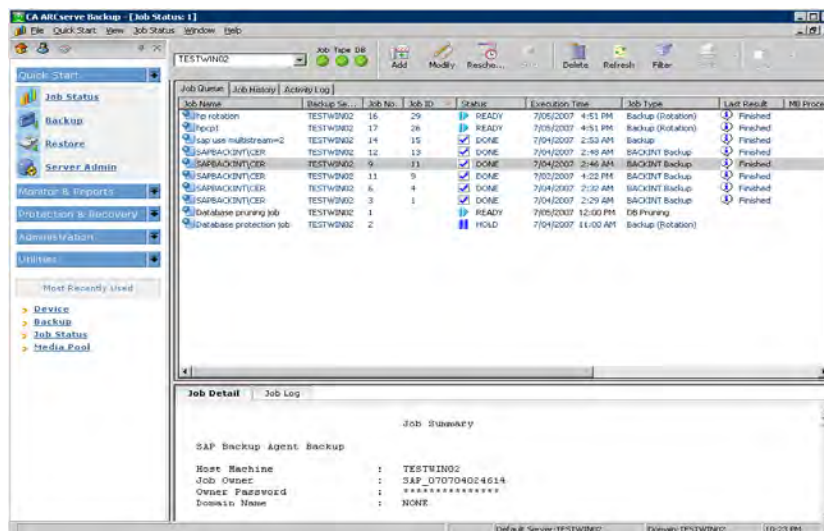 CA ARCserve Backup - [Job Status: 1]
File Quick Start View Job Status Window Help
TESTWIN02
Job Tape DB
Add Modify Resche... Delete Refresh Filter
Quick Start
Job Status
Backup
Restore
Server Admin
Monitor & Reports
Protection & Recovery
Administration
Utilities
Most Recently Used
Device
Backup
Job Status
Media Pool
Job Queue Job History Activity Log
Job Name Backup Se... Job No. Job ID Status Execution Time Job Type Last Result MB Proce
hp rotation TESTWIN02 16 29 READY 7/05/2007 4:51 PM Backup (Rotation) Finished
hpcpt TESTWIN02 17 26 READY 7/05/2007 4:51 PM Backup (Rotation) Finished
sap use multistream=2 TESTWIN02 14 15 DONE 7/04/2007 2:53 AM Backup Finished
SAPBACKINT\CER TESTWIN02 12 13 DONE 7/04/2007 2:48 AM BACKINT Backup Finished
SAPBACKINT\CER TESTWIN02 9 11 DONE 7/04/2007 2:46 AM BACKINT Backup Finished
SAPBACKINT\CER TESTWIN02 11 9 DONE 7/02/2007 4:22 PM BACKINT Backup Finished
SAPBACKINT\CER TESTWIN02 6 4 DONE 7/04/2007 2:32 AM BACKINT Backup Finished
SAPBACKINT\CER TESTWIN02 3 1 DONE 7/04/2007 2:29 AM BACKINT Backup Finished
Database pruning job TESTWIN02 1 READY 7/05/2007 12:00 PM DB Pruning
Database protection job TESTWIN02 2 HOLD 7/04/2007 11:00 AM Backup (Rotation)
Job Detail Job Log
Job Summary
SAP Backup Agent Backup
Host Machine : TESTWIN02
Job Owner : SAP_070704024614
Owner Password : ***************
Domain Name : NONE
Default Server:TESTWIN02 Domain:TESTWIN02 10:23 PM